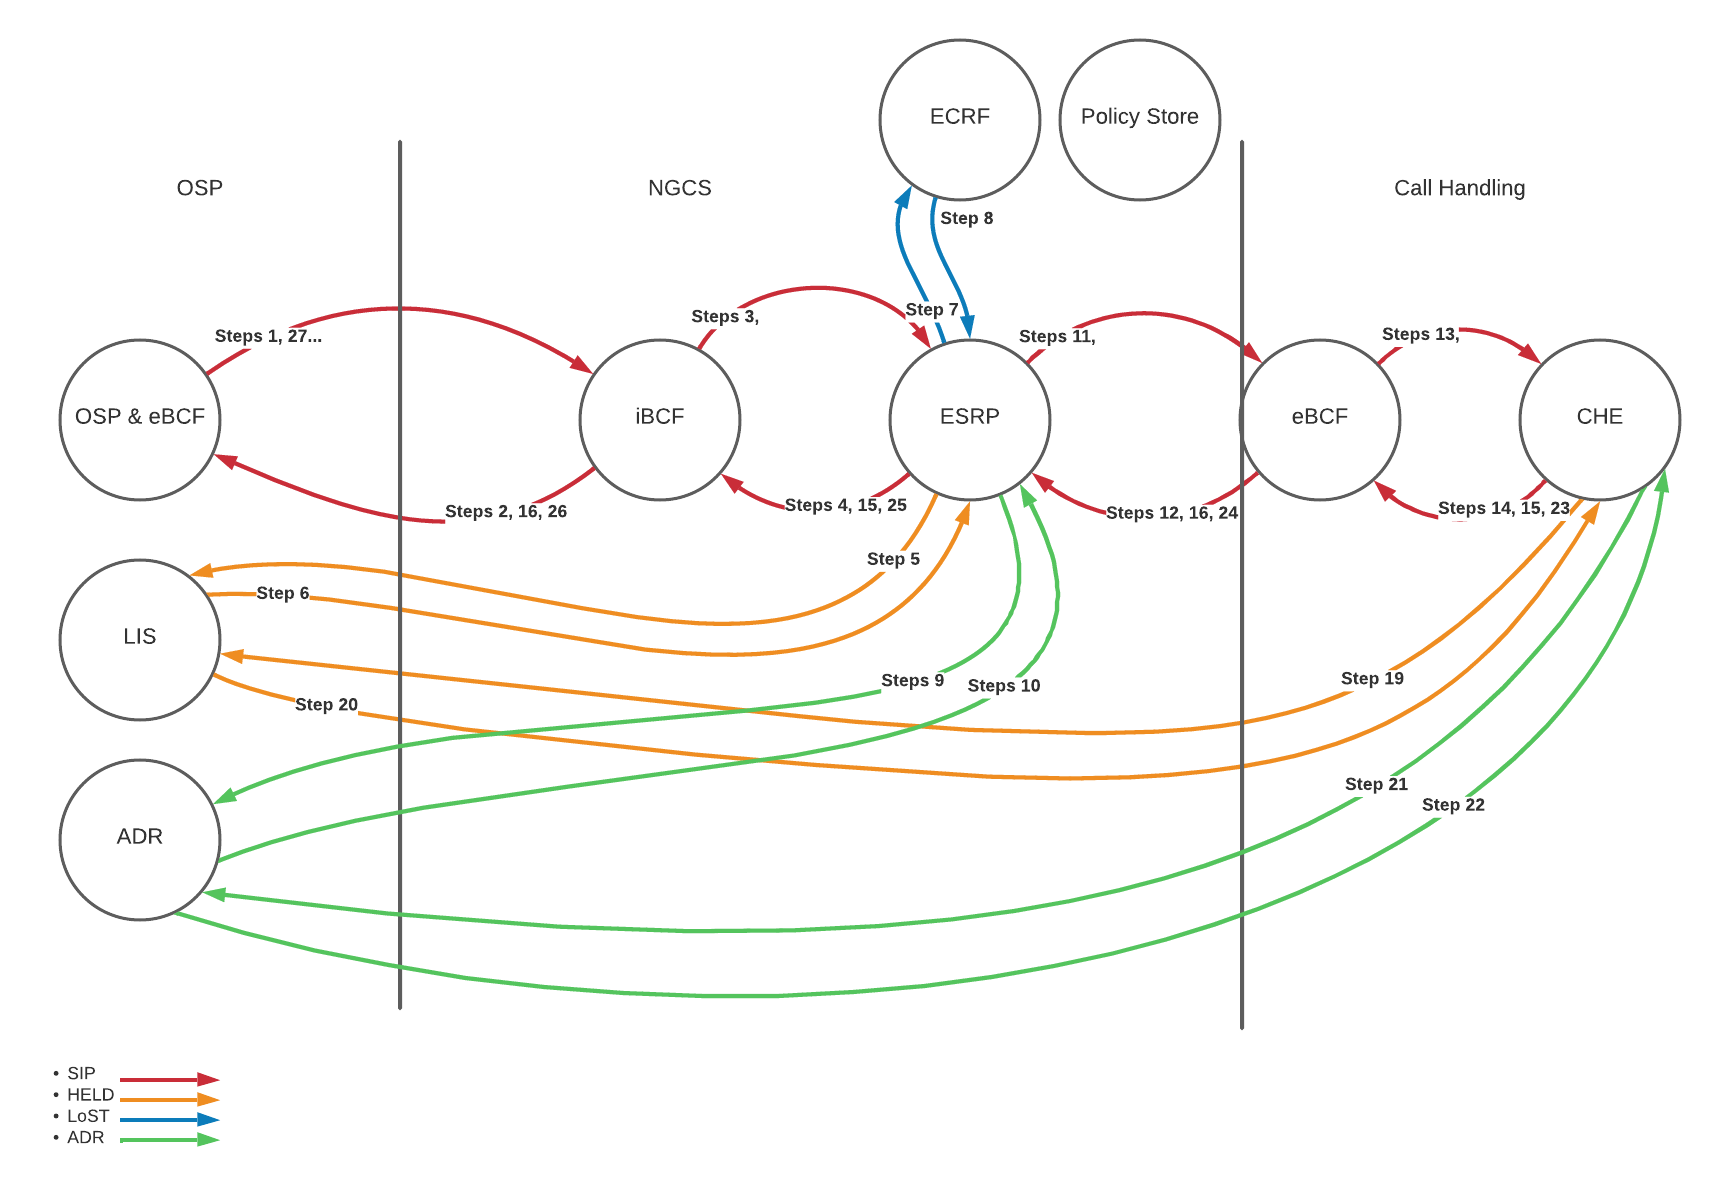 ECRF
Policy Store
OSP
NGCS
Call Handling
Step 8
Step 7
Steps 1, 27...
Steps 3,
Steps 11,
Steps 13,
OSP & eBCF
iBCF
ESRP
eBCF
CHE
Steps 2, 16, 26
Steps 4, 15, 25
Steps 12, 16, 24
Steps 14, 15, 23
Step 5
Step 6
LIS
Steps 9
Steps 10
Step 19
Step 20
Step 21
Step 22
ADR
• SIP
• HELD
• LoST
• ADR